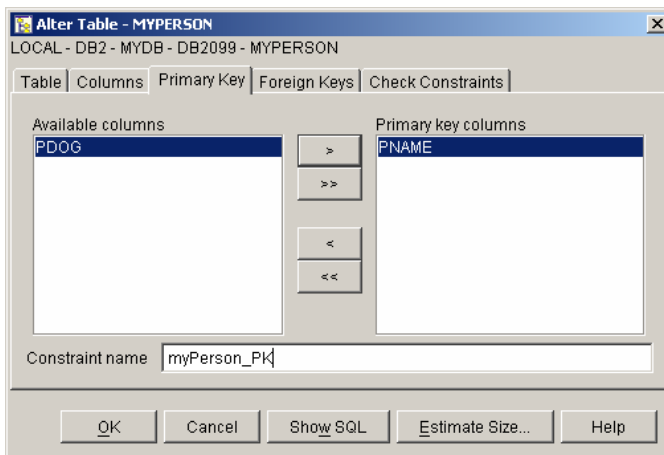 Alter Table - MYPERSON
LOCAL - DB2 - MYDB - DB2099 - MYPERSON
Table Columns Primary Key Foreign Keys Check Constraints
Available columns Primary key columns
PDOG > PNAME
>>
<
<<
Constraint name myPerson_PK
OK Cancel Show SQL Estimate Size... Help